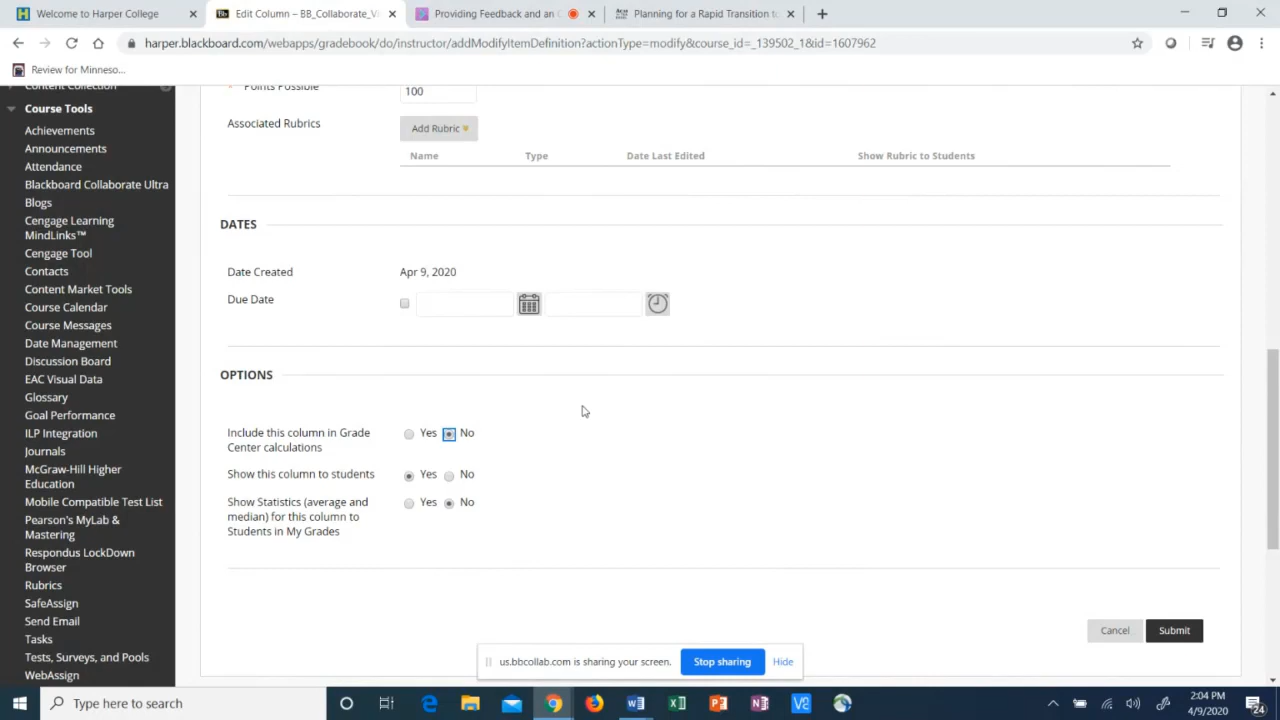 Welcome to Harper College
Edit Column – BB_Collaborate_V
Providing Feedback and an
Planning for a Rapid Transition to
harper.blackboard.com/webapps/gradebook/do/instructor/addModifyItemDefinition?actionType=modify&course_id=_139502_1&id=1607962
Review for Minneso...
Content Collection
Course Tools
Achievements
Announcements
Attendance
Blackboard Collaborate Ultra
Blogs
Cengage Learning
MindLinks™
Cengage Tool
Contacts
Content Market Tools
Course Calendar
Course Messages
Date Management
Discussion Board
EAC Visual Data
Glossary
Goal Performance
ILP Integration
Journals
McGraw-Hill Higher
Education
Mobile Compatible Test List
Pearson's MyLab &
Mastering
Respondus LockDown
Browser
Rubrics
SafeAssign
Send Email
Tasks
Tests, Surveys, and Pools
WebAssign
Points Possible
100
Associated Rubrics
Add Rubric
Name Type Date Last Edited Show Rubric to Students
DATES
Date Created Apr 9, 2020
Due Date
OPTIONS
Include this column in Grade
Center calculations
Yes No
Show this column to students
Yes No
Show Statistics (average and
median) for this column to
Students in My Grades
Yes No
Cancel Submit
us.bbcollab.com is sharing your screen. Stop sharing Hide
Type here to search
2:04 PM
4/9/2020
24